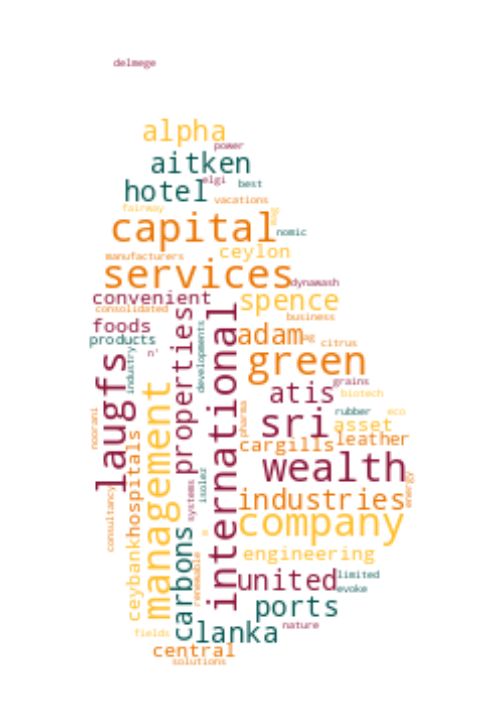 delmege
alpha
power
aitken
elgi
best
hotel
vacations
fairway
capital
nomic
ceylon
manufacturers
services
dynawash
convenient
spence
consolidated
business
foods
adam
ag
citrus
products
n'
green
industry
developments
properties
international
laugfs
management
grains
atis
biotech
rubber
eco
sri
asset
noorani
pharma
cargills
leather
hospitals
wealth
energy
consultancy
systems
isolez
industries
ceybank
carbons
company
engineering
renewable
united
limited
evoke
ports
nature
fields
lanka
central
solutions